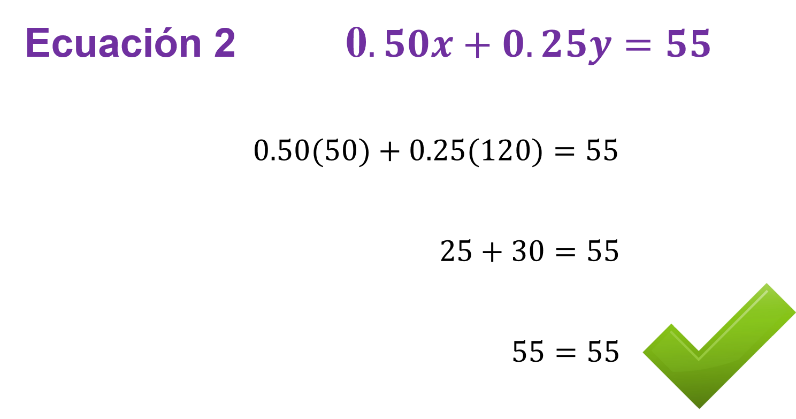 Ecuación 2 0.50x + 0.25y = 55
0.50(50) + 0.25(120) = 55
25 + 30 = 55
55 = 55